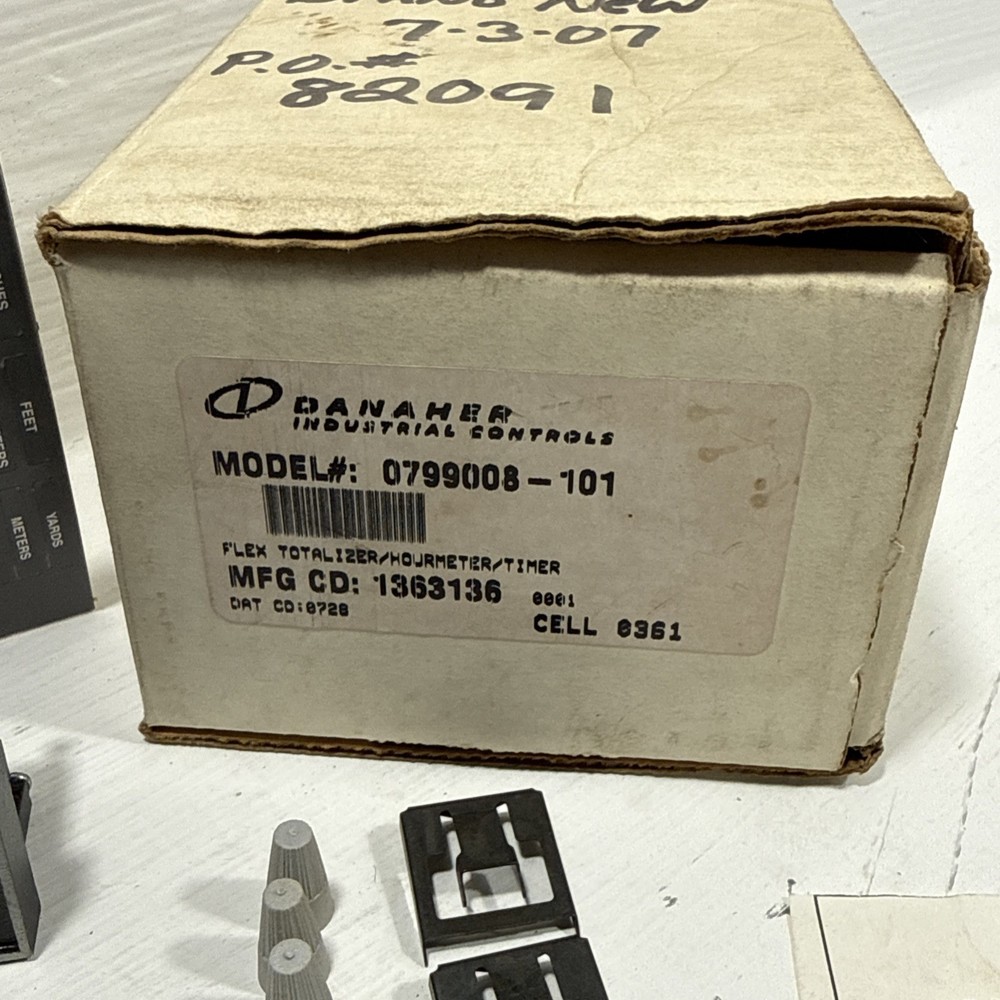 NEW
7-3-07
P.O.#
82091
DANAHER
INDUSTRIAL CONTROLS
MODEL#: 0799008-101
FLEX TOTALIZER/HOURMETER/TIMER
MFG CD: 1363136 0001
DAT CD:0728
CELL 0361
FEET
YARDS
METERS